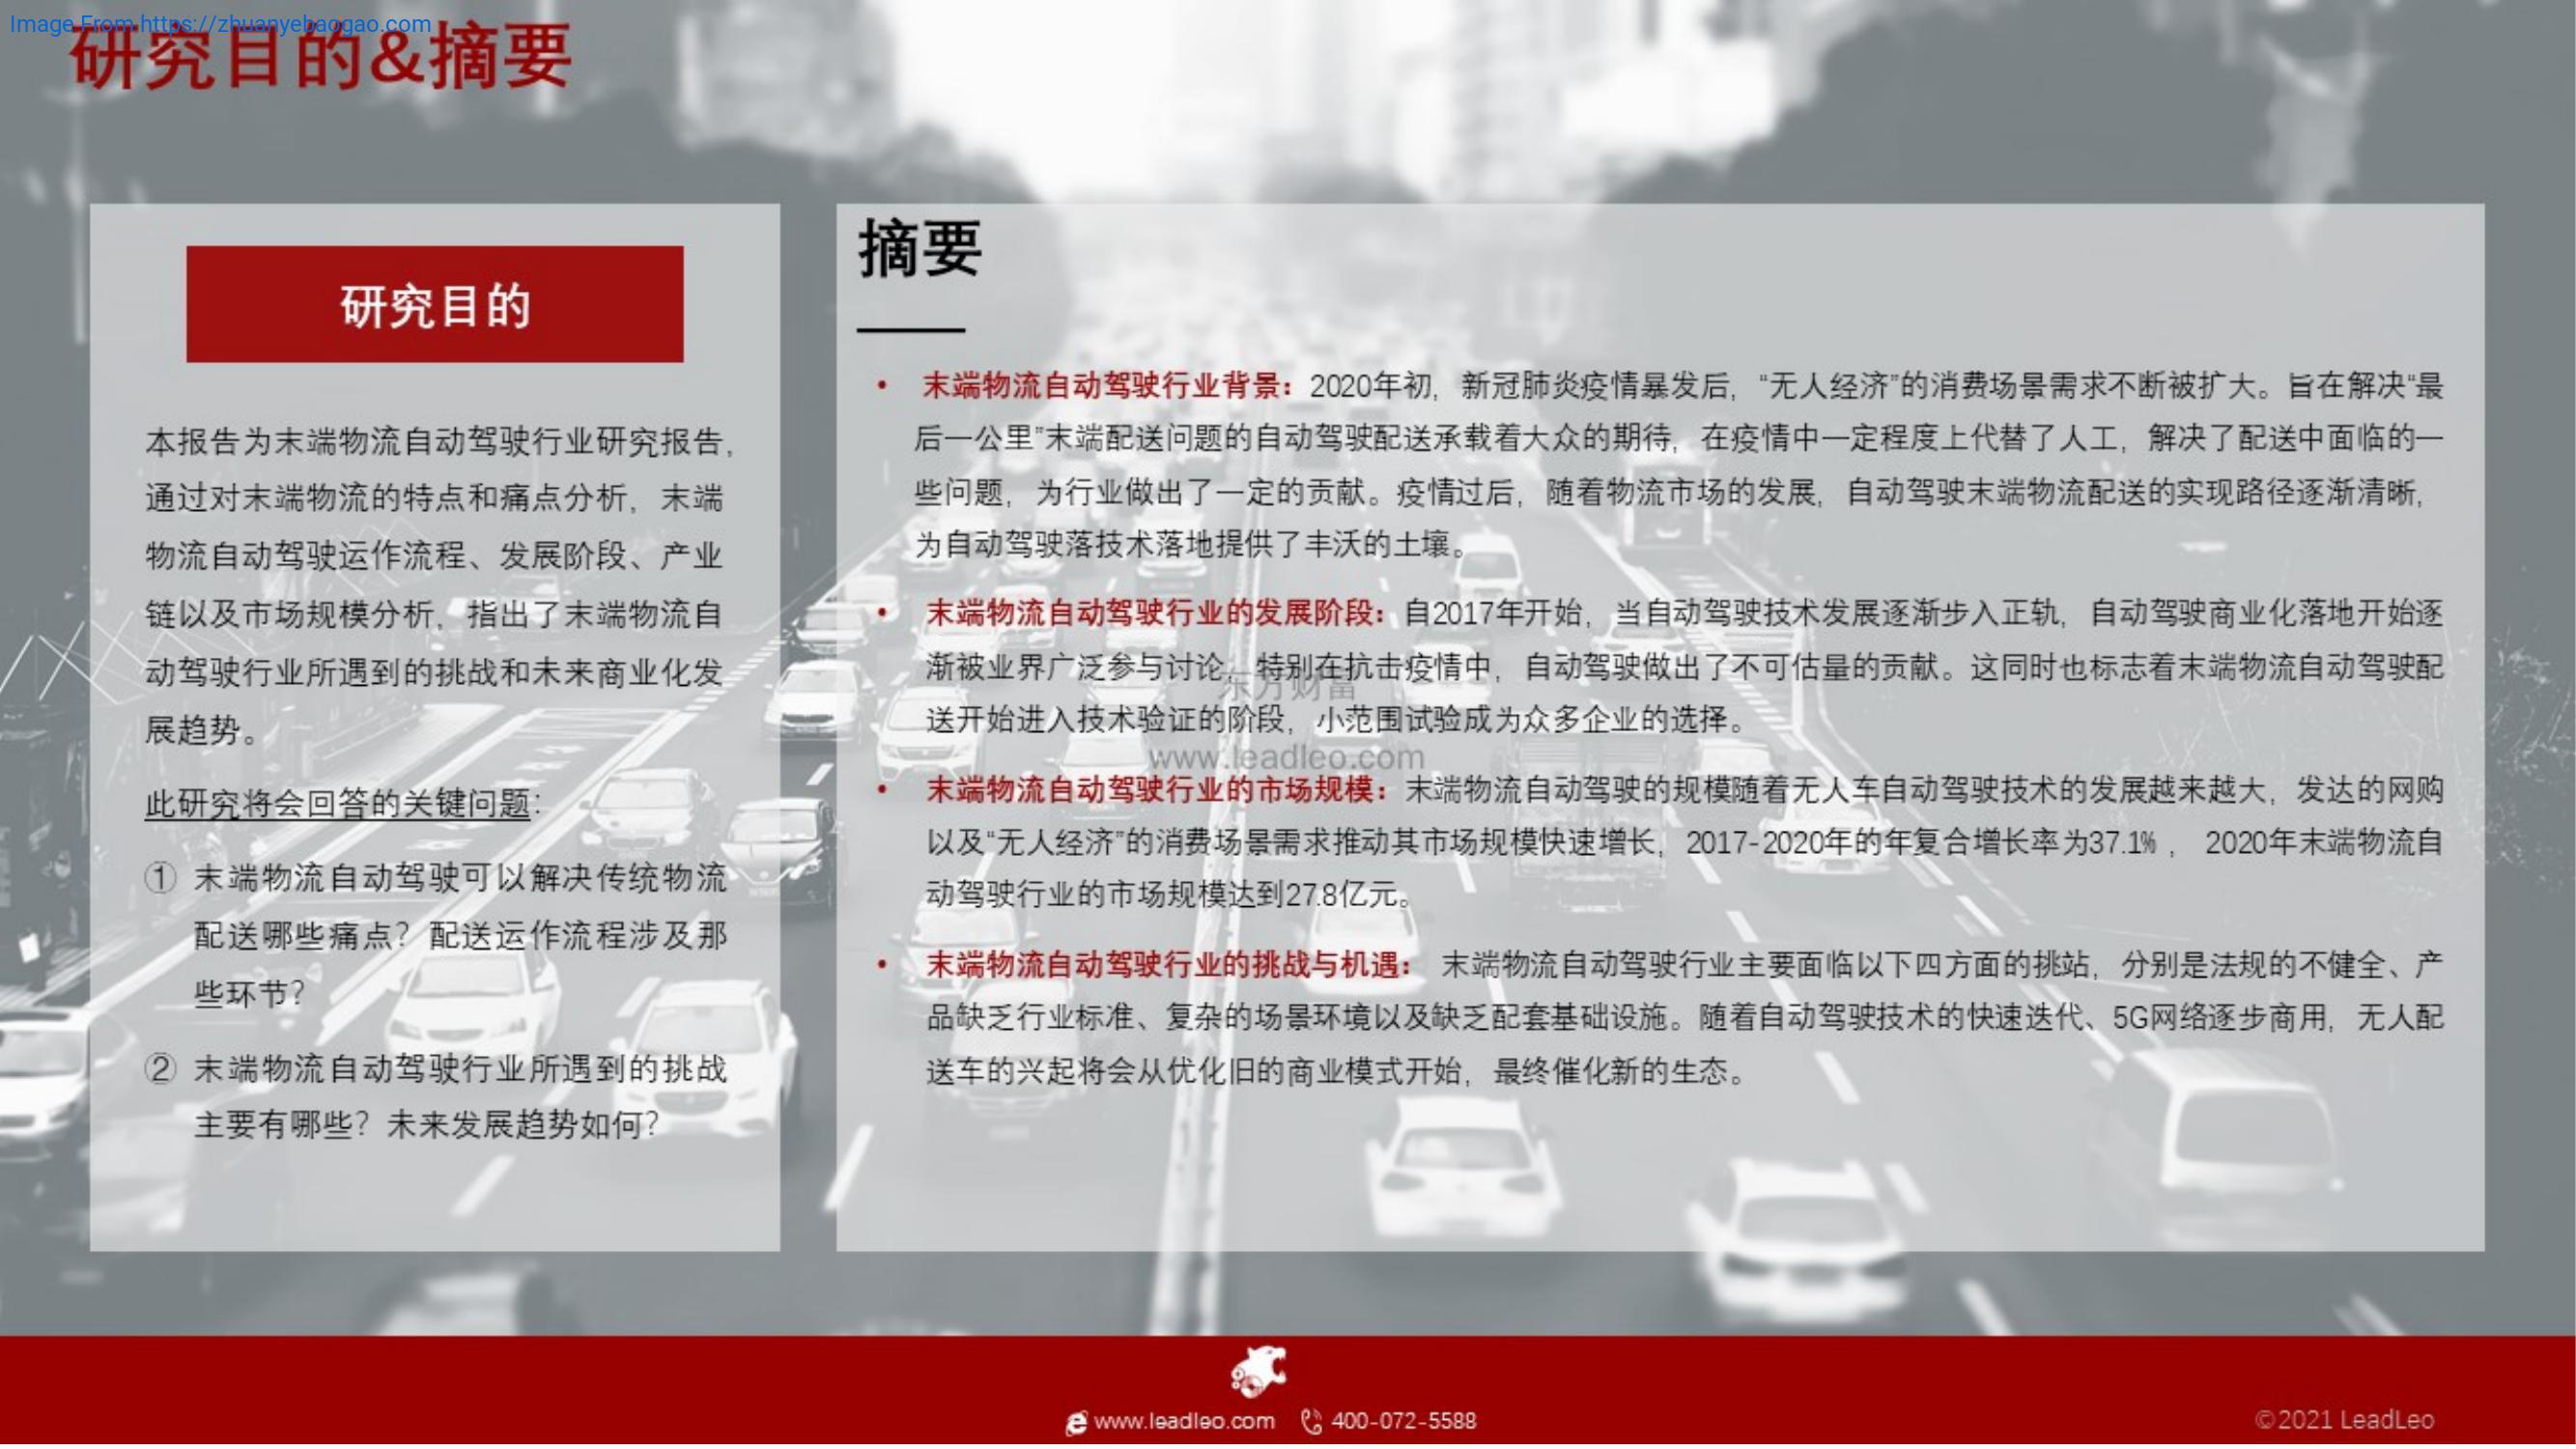 Image From:https://zhuanyebaogao.com
研究目的&摘要
研究目的
本报告为末端物流自动驾驶行业研究报告,
通过对末端物流的特点和痛点分析，末端
物流自动驾驶运作流程、发展阶段、产业
链以及市场规模分析，指出了末端物流自
动驾驶行业所遇到的挑战和未来商业化发
展趋势。
此研究将会回答的关键问题：
① 末端物流自动驾驶可以解决传统物流
配送哪些痛点？配送运作流程涉及那
些环节？
② 末端物流自动驾驶行业所遇到的挑战
主要有哪些？未来发展趋势如何？
摘要
• 末端物流自动驾驶行业背景：2020年初，新冠肺炎疫情暴发后，“无人经济”的消费场景需求不断被扩大。旨在解决“最
后一公里”末端配送问题的自动驾驶配送承载着大众的期待，在疫情中一定程度上代替了人工，解决了配送中面临的一
些问题，为行业做出了一定的贡献。疫情过后，随着物流市场的发展，自动驾驶末端物流配送的实现路径逐渐清晰，
为自动驾驶落技术落地提供了丰沃的土壤。
• 末端物流自动驾驶行业的发展阶段：自2017年开始，当自动驾驶技术发展逐渐步入正轨，自动驾驶商业化落地开始逐
渐被业界广泛参与讨论，特别在抗击疫情中，自动驾驶做出了不可估量的贡献。这同时也标志着末端物流自动驾驶配
东方财富
送开始进入技术验证的阶段，小范围试验成为众多企业的选择。
www.leadleo.com
• 末端物流自动驾驶行业的市场规模：末端物流自动驾驶的规模随着无人车自动驾驶技术的发展越来越大，发达的网购
以及“无人经济”的消费场景需求推动其市场规模快速增长，2017-2020年的年复合增长率为37.1%， 2020年末端物流自
动驾驶行业的市场规模达到27.8亿元。
• 末端物流自动驾驶行业的挑战与机遇： 末端物流自动驾驶行业主要面临以下四方面的挑站，分别是法规的不健全、产
品缺乏行业标准、复杂的场景环境以及缺乏配套基础设施。随着自动驾驶技术的快速迭代、5G网络逐步商用，无人配
送车的兴起将会从优化旧的商业模式开始，最终催化新的生态。
www.leadleo.com 400-072-5588
©2021 LeadLeo